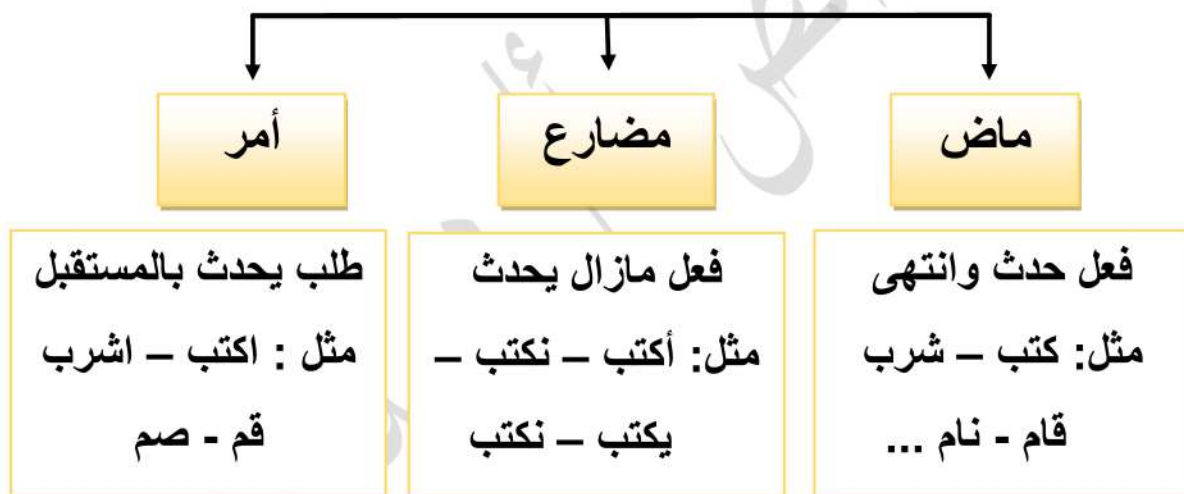 ماض
مضارع
أمر
فعل حدث وانتهى
مثل: كتب – شرب
قام - نام ...
فعل مازال يحدث
مثل: أكتب – نكتب –
يكتب – نكتب
طلب يحدث بالمستقبل
مثل : اكتب – اشرب
قم - صم